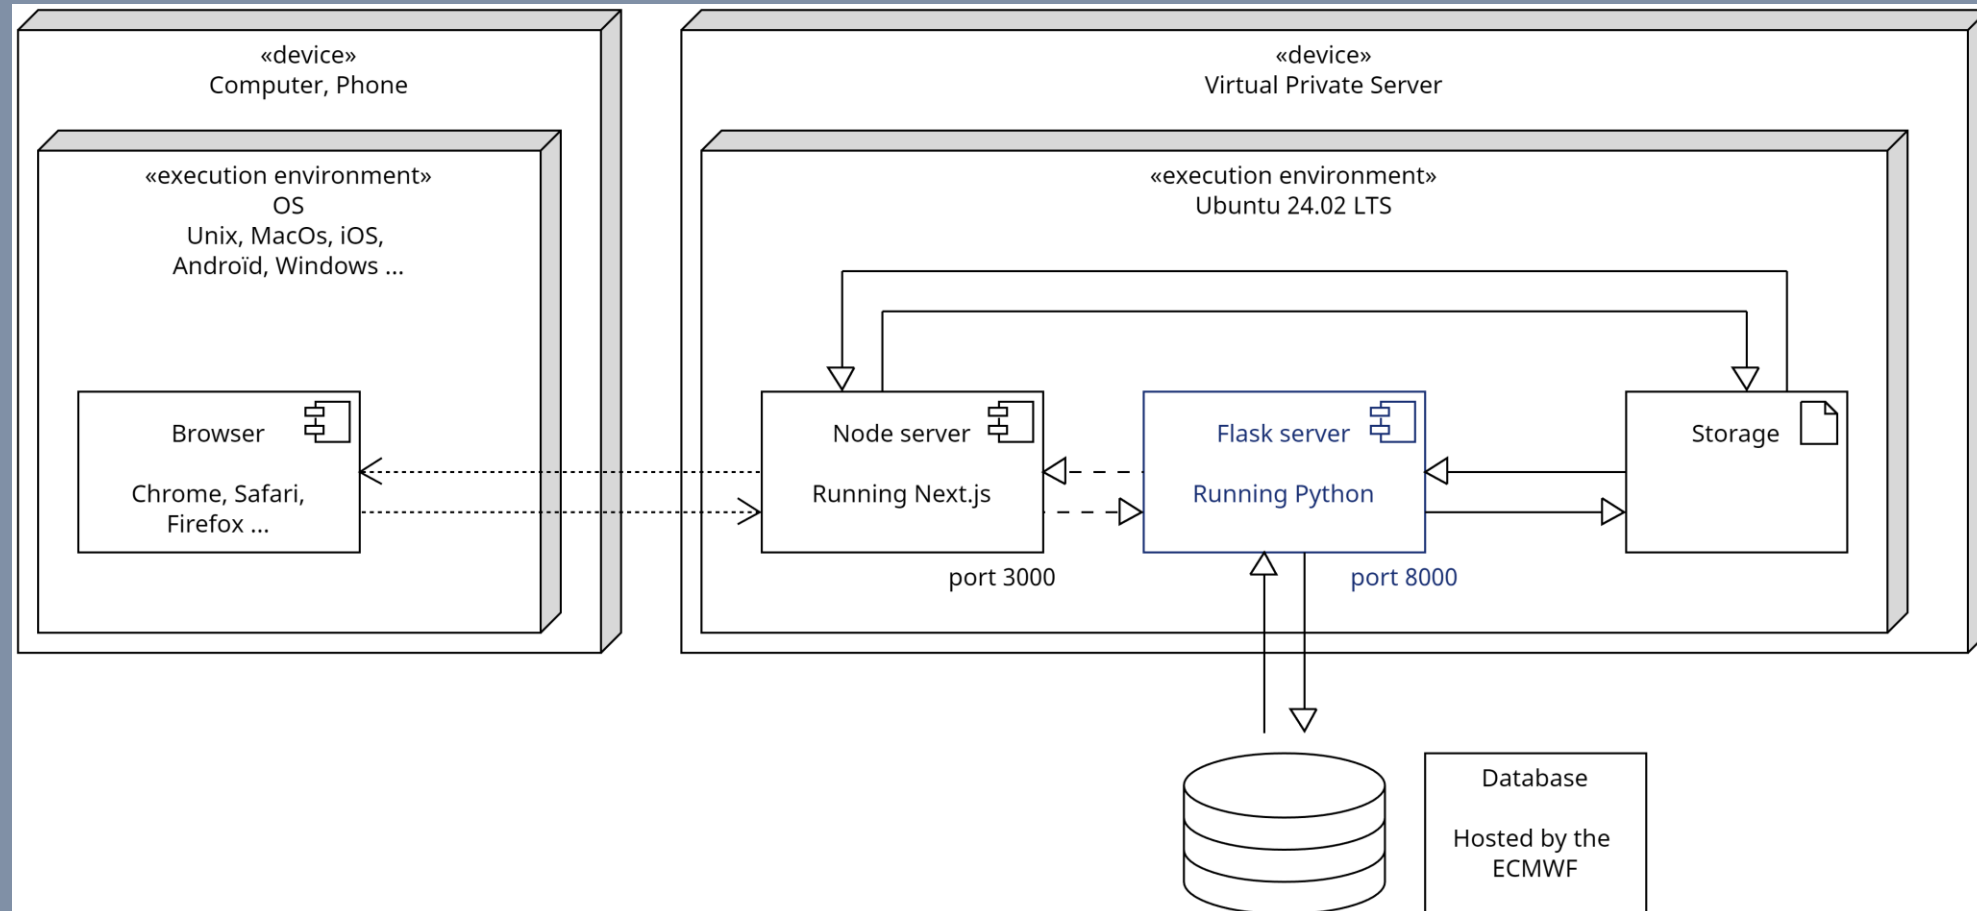 «device»
Computer, Phone
«execution environment»
OS
Unix, MacOs, iOS,
Androïd, Windows ...
Browser
Chrome, Safari,
Firefox ...
«device»
Virtual Private Server
«execution environment»
Ubuntu 24.02 LTS
Node server
Running Next.js
port 3000
Flask server
Running Python
port 8000
Storage
Database
Hosted by the
ECMWF